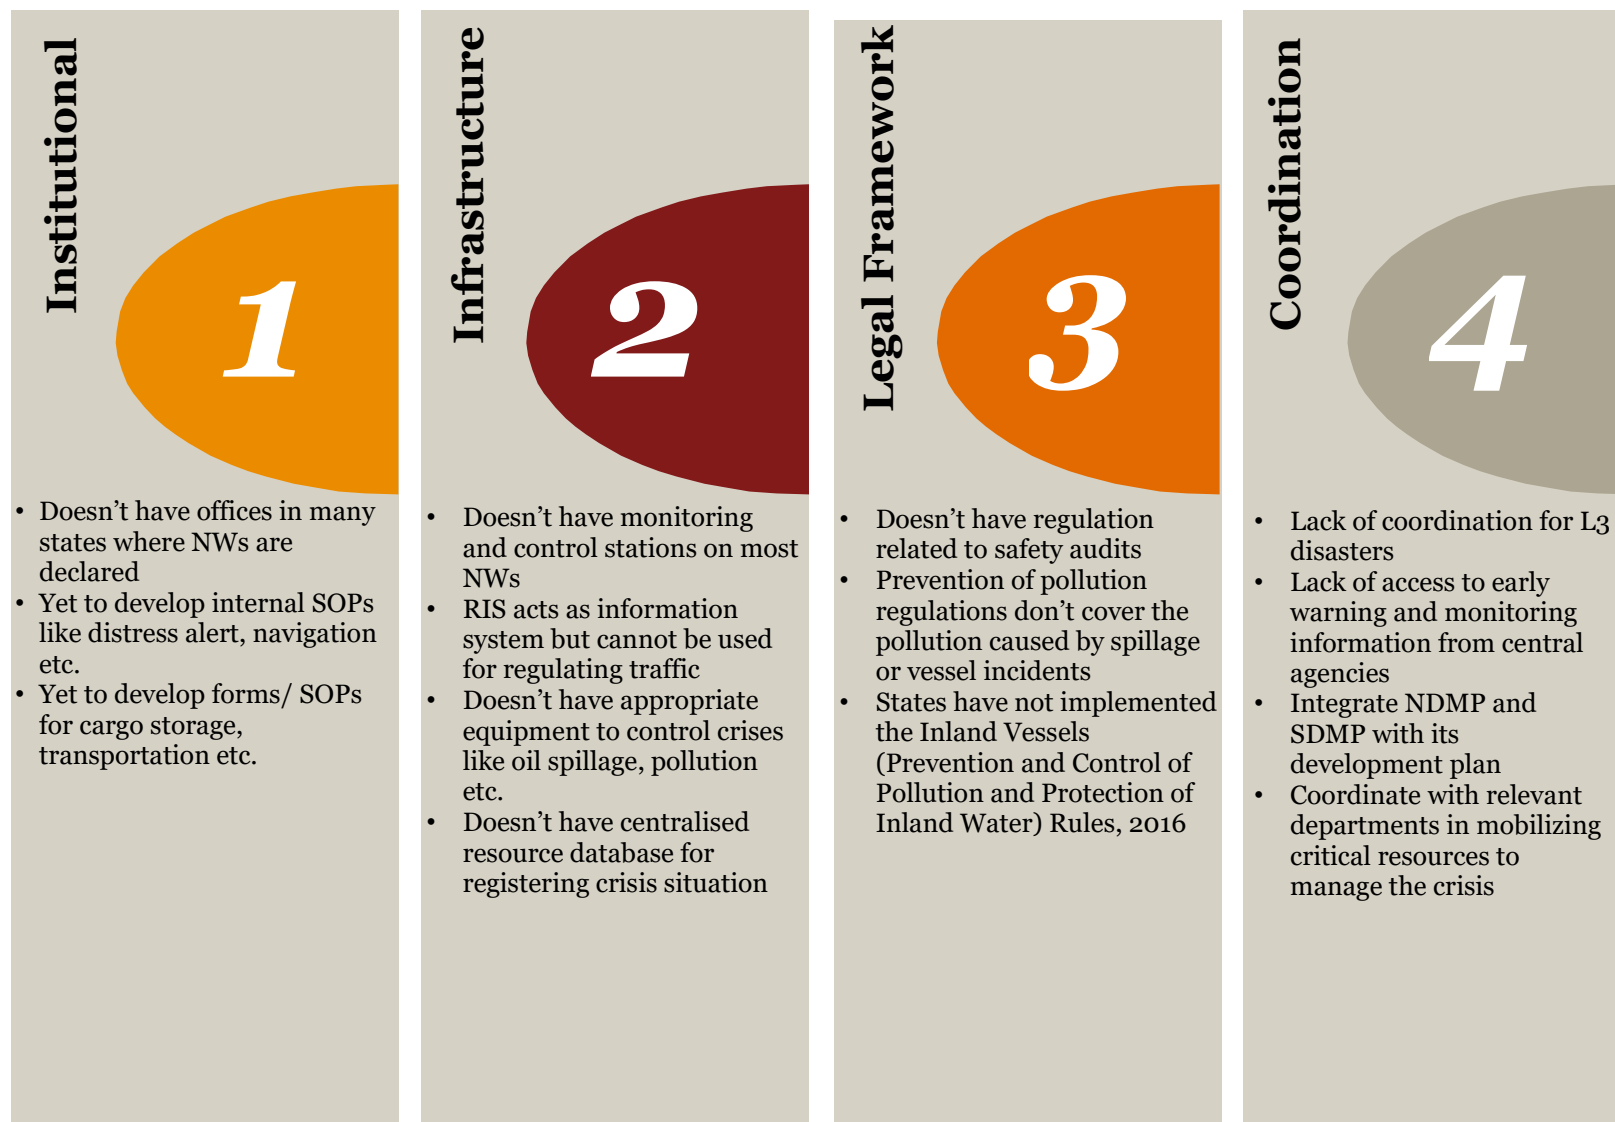 Institutional
1
• Doesn’t have offices in many
states where NWs are
declared
• Yet to develop internal SOPs
like distress alert, navigation
etc.
• Yet to develop forms/ SOPs
for cargo storage,
transportation etc.
Infrastructure
2
• Doesn’t have monitoring
and control stations on most
NWs
• RIS acts as information
system but cannot be used
for regulating traffic
• Doesn’t have appropriate
equipment to control crises
like oil spillage, pollution
etc.
• Doesn’t have centralised
resource database for
registering crisis situation
Legal Framework
3
• Doesn’t have regulation
related to safety audits
• Prevention of pollution
regulations don’t cover the
pollution caused by spillage
or vessel incidents
• States have not implemented
the Inland Vessels
(Prevention and Control of
Pollution and Protection of
Inland Water) Rules, 2016
Coordination
4
• Lack of coordination for L3
disasters
• Lack of access to early
warning and monitoring
information from central
agencies
• Integrate NDMP and
SDMP with its
development plan
• Coordinate with relevant
departments in mobilizing
critical resources to
manage the crisis